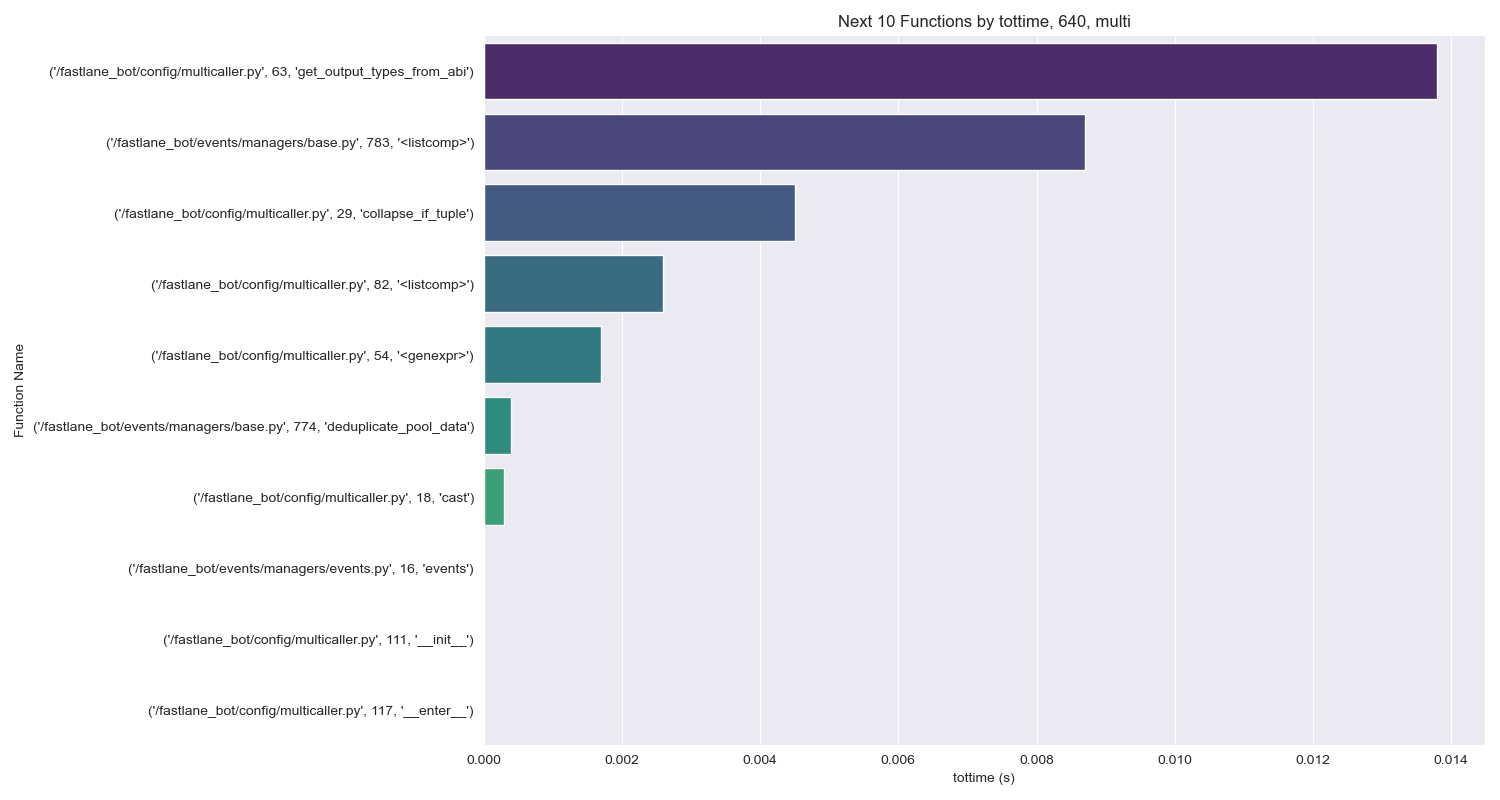 Next 10 Functions by tottime, 640, multi
('/fastlane_bot/config/multicaller.py', 63, 'get_output_types_from_abi')
('/fastlane_bot/events/managers/base.py', 783, '<listcomp>')
('/fastlane_bot/config/multicaller.py', 29, 'collapse_if_tuple')
('/fastlane_bot/config/multicaller.py', 82, '<listcomp>')
('/fastlane_bot/config/multicaller.py', 54, '<genexpr>')
('/fastlane_bot/events/managers/base.py', 774, 'deduplicate_pool_data')
('/fastlane_bot/config/multicaller.py', 18, 'cast')
('/fastlane_bot/events/managers/events.py', 16, 'events')
('/fastlane_bot/config/multicaller.py', 111, '__init__')
('/fastlane_bot/config/multicaller.py', 117, '__enter__')
Function Name
0.000 0.002 0.004 0.006 0.008 0.010 0.012 0.014
tottime (s)